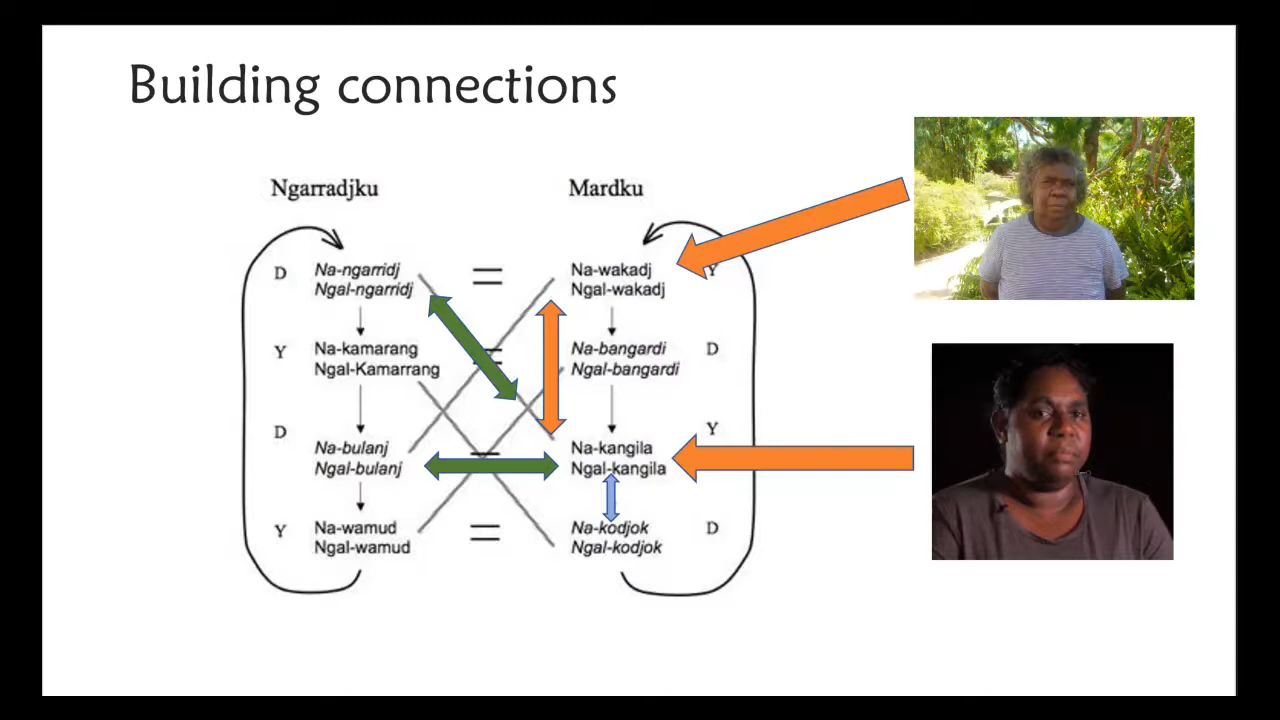 Building connections
Ngarradjku
Mardku
D
Na-ngarridj
Ngal-ngarridj
=
Na-wakadj
Ngal-wakadj
Y
Y
Na-kamarang
Ngal-Kamarrang
=
Na-bangardi
Ngal-bangardi
D
D
Na-bulanj
Ngal-bulanj
=
Na-kangila
Ngal-kangila
Y
Y
Na-wamud
Ngal-wamud
=
Na-kodjok
Ngal-kodjok
D